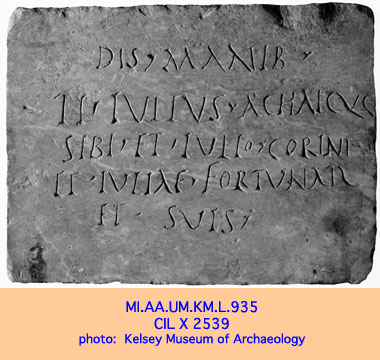 DIS MANIB
TI IVLIVS ACHAICVS
SIBI ET IVLIO CORINT
ET IVLIAE FORTVNAT
ET SVIS
MI.AA.UM.KM.L.935
CIL X 2539
photo: Kelsey Museum of Archaeology